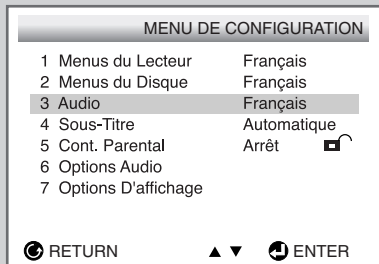 MENU DE CONFIGURATION
1 Menus du Lecteur Français
2 Menus du Disque Français
3 Audio Français
4 Sous-Titre Automatique
5 Cont. Parental Arrêt
6 Options Audio
7 Options D'affichage
RETURN ▲ ▼ ENTER